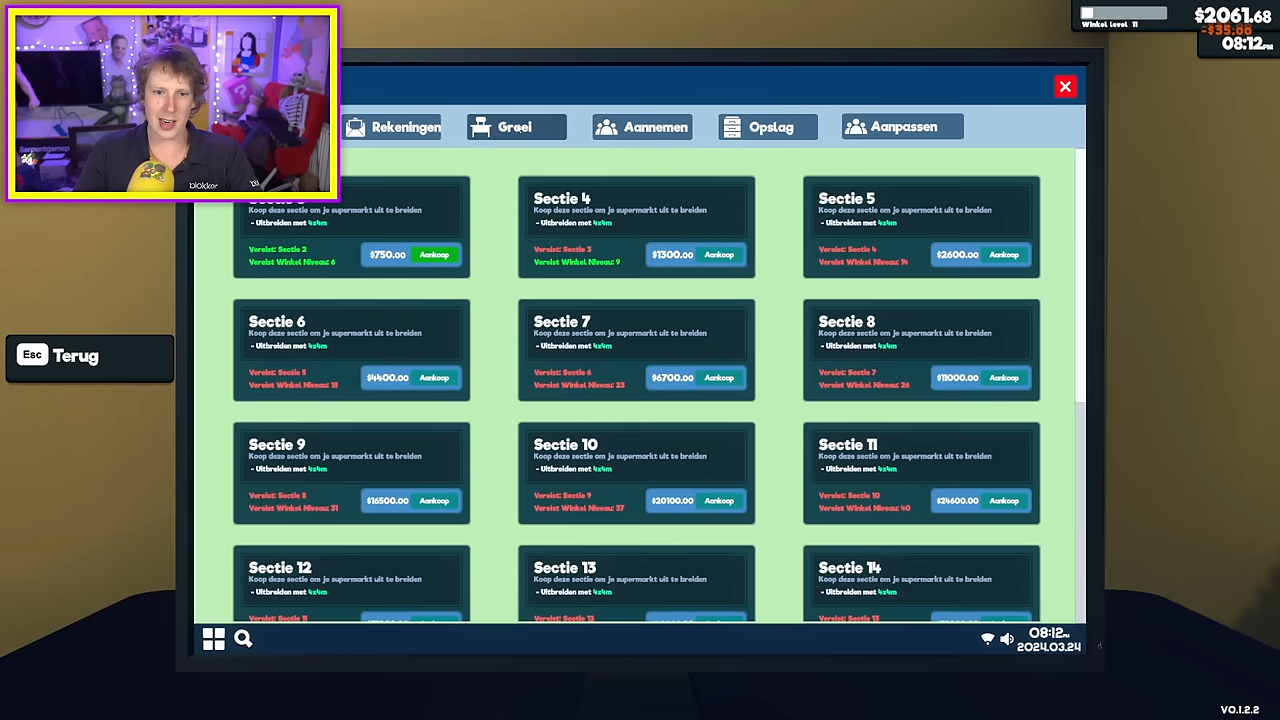 Winkel level 11
$2061.68
-$35.00
08:12PM
Rekeningen
Groei
Aannemen
Opslag
Aanpassen
Koop deze sectie om je supermarkt uit te breiden
- Uitbreiden met 4x4m
Vereist: Sectie 2
Vereist Winkel Niveau: 6
$750.00 Aankoop
Sectie 4
Koop deze sectie om je supermarkt uit te breiden
- Uitbreiden met 4x4m
Vereist: Sectie 3
Vereist Winkel Niveau: 9
$1300.00 Aankoop
Sectie 5
Koop deze sectie om je supermarkt uit te breiden
- Uitbreiden met 4x4m
Vereist: Sectie 4
Vereist Winkel Niveau: 14
$2600.00 Aankoop
Sectie 6
Koop deze sectie om je supermarkt uit te breiden
- Uitbreiden met 4x4m
Vereist: Sectie 5
Vereist Winkel Niveau: 18
$4400.00 Aankoop
Sectie 7
Koop deze sectie om je supermarkt uit te breiden
- Uitbreiden met 4x4m
Vereist: Sectie 6
Vereist Winkel Niveau: 23
$6700.00 Aankoop
Sectie 8
Koop deze sectie om je supermarkt uit te breiden
- Uitbreiden met 4x4m
Vereist: Sectie 7
Vereist Winkel Niveau: 26
$11000.00 Aankoop
Esc Terug
Sectie 9
Koop deze sectie om je supermarkt uit te breiden
- Uitbreiden met 4x4m
Vereist: Sectie 8
Vereist Winkel Niveau: 31
$16500.00 Aankoop
Sectie 10
Koop deze sectie om je supermarkt uit te breiden
- Uitbreiden met 4x4m
Vereist: Sectie 9
Vereist Winkel Niveau: 37
$20100.00 Aankoop
Sectie 11
Koop deze sectie om je supermarkt uit te breiden
- Uitbreiden met 4x4m
Vereist: Sectie 10
Vereist Winkel Niveau: 40
$24600.00 Aankoop
Sectie 12
Koop deze sectie om je supermarkt uit te breiden
- Uitbreiden met 4x4m
Vereist: Sectie 11
Sectie 13
Koop deze sectie om je supermarkt uit te breiden
- Uitbreiden met 4x4m
Vereist: Sectie 12
Sectie 14
Koop deze sectie om je supermarkt uit te breiden
- Uitbreiden met 4x4m
Vereist: Sectie 13
08:12PM
2024.03.24
V0.1.2.2
blokker